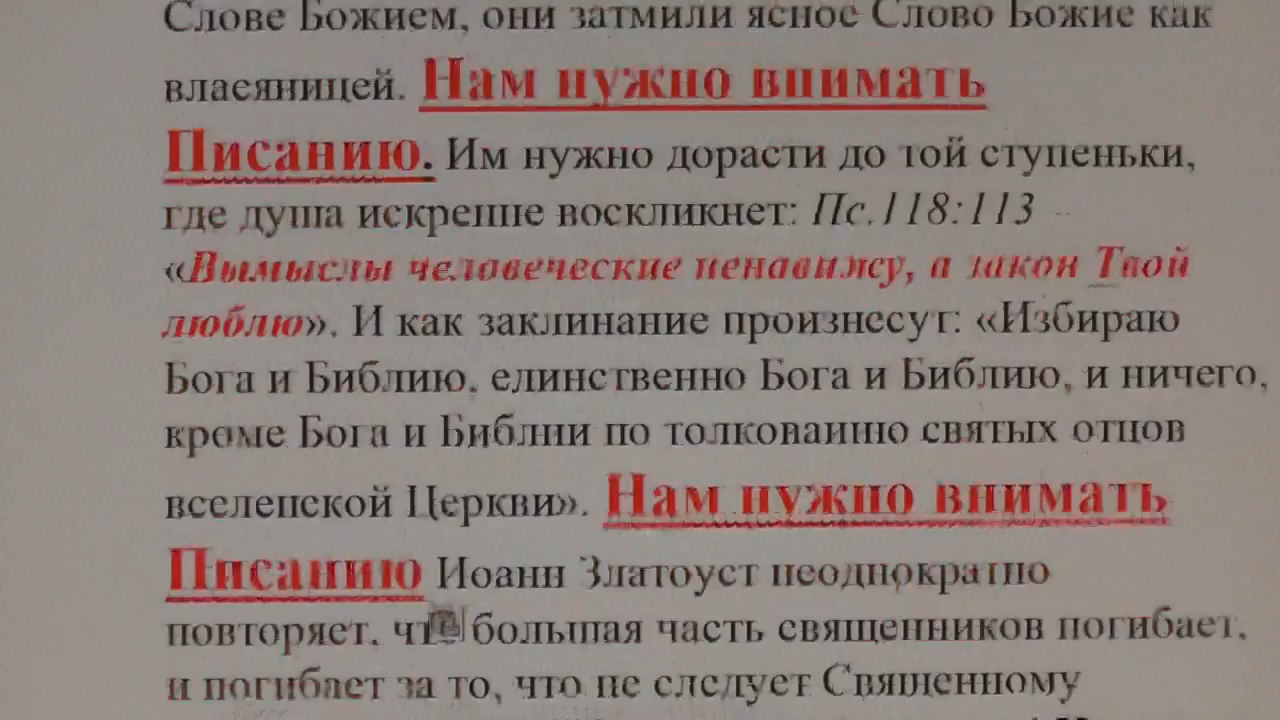 Слове Божием, они затмили ясное Слово Божие как
власяницей. Нам нужно внимать
Писанию. Им нужно дорасти до той ступеньки,
где душа искренне воскликнет: Пс.118:113 –
«Вымыслы человеческие ненавижу, а закон Твой
люблю». И как заклинание произнесут: «Избираю
Бога и Библию, единственно Бога и Библию, и ничего,
кроме Бога и Библии по толкованию святых отцов
вселенской Церкви». Нам нужно внимать
Писанию Иоанн Златоуст неоднократно
повторяет, что большая часть священников погибает,
и погибает за то, что не следует Священному